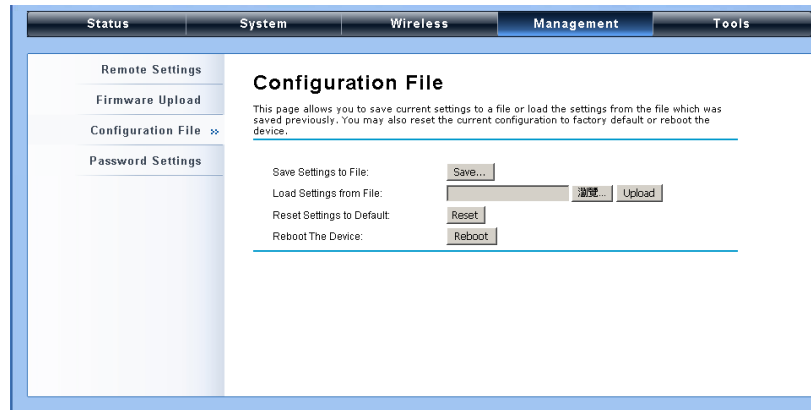 Status System Wireless Management Tools
Remote Settings
Firmware Upload
Configuration File »
Password Settings
Configuration File
This page allows you to save current settings to a file or load the settings from the file which was
saved previously. You may also reset the current configuration to factory default or reboot the
device.
Save Settings to File: Save...
Load Settings from File: 瀏覽... Upload
Reset Settings to Default: Reset
Reboot The Device: Reboot